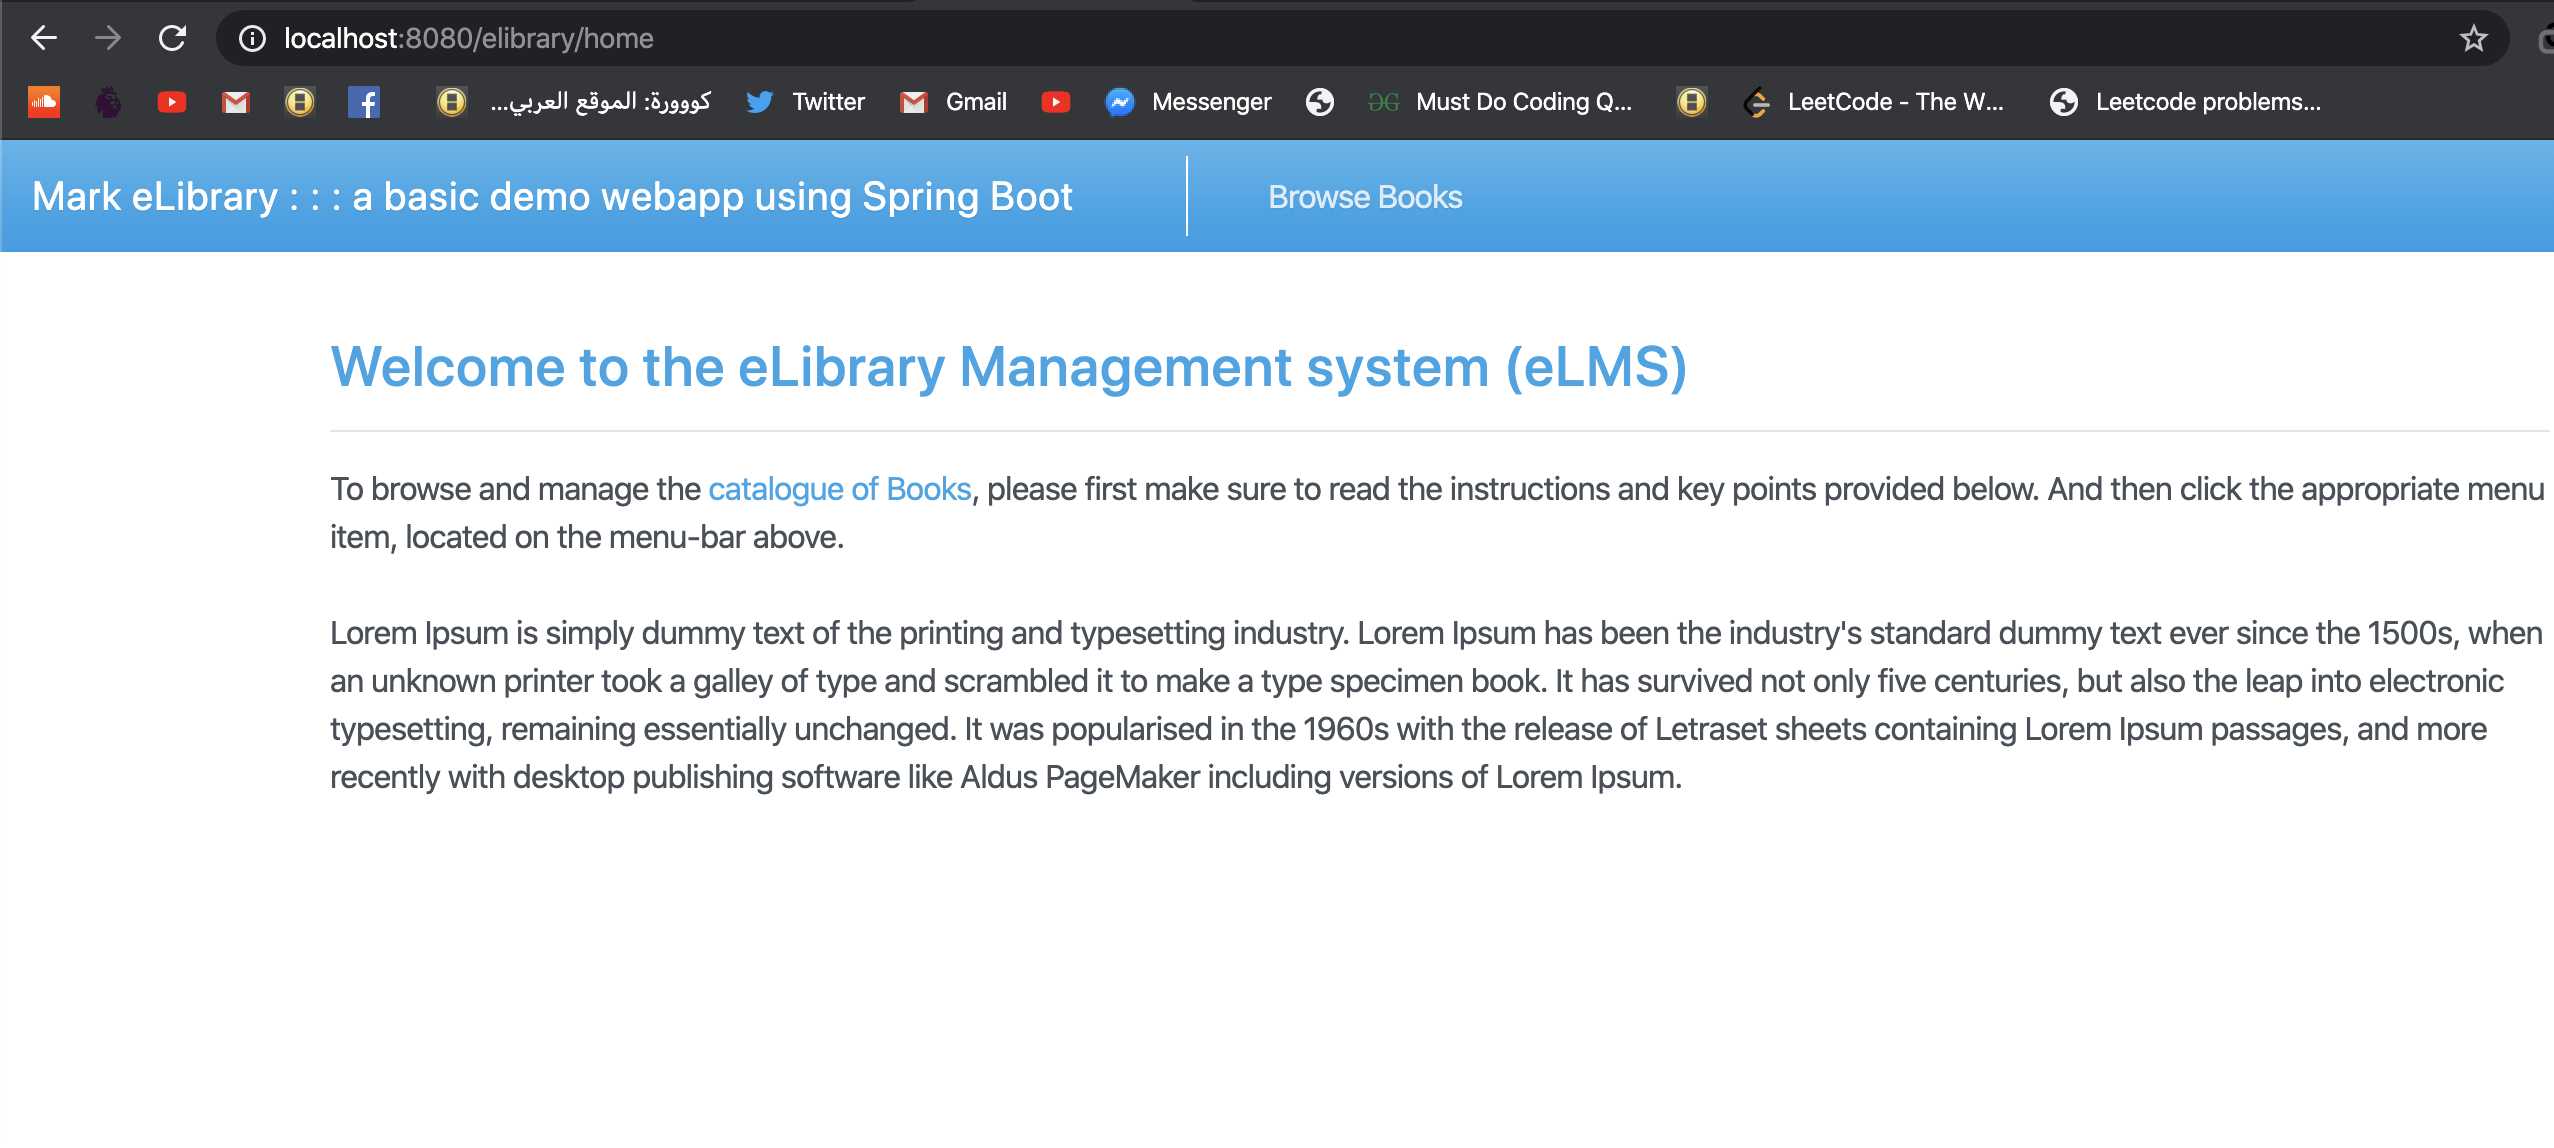 localhost:8080/elibrary/home
كووورة: الموقع العربي...
Twitter
Gmail
Messenger
Must Do Coding Q...
LeetCode - The W...
Leetcode problems...
Mark eLibrary : : : a basic demo webapp using Spring Boot
Browse Books
Welcome to the eLibrary Management system (eLMS)
To browse and manage the catalogue of Books, please first make sure to read the instructions and key points provided below. And then click the appropriate menu
item, located on the menu-bar above.
Lorem Ipsum is simply dummy text of the printing and typesetting industry. Lorem Ipsum has been the industry's standard dummy text ever since the 1500s, when
an unknown printer took a galley of type and scrambled it to make a type specimen book. It has survived not only five centuries, but also the leap into electronic
typesetting, remaining essentially unchanged. It was popularised in the 1960s with the release of Letraset sheets containing Lorem Ipsum passages, and more
recently with desktop publishing software like Aldus PageMaker including versions of Lorem Ipsum.